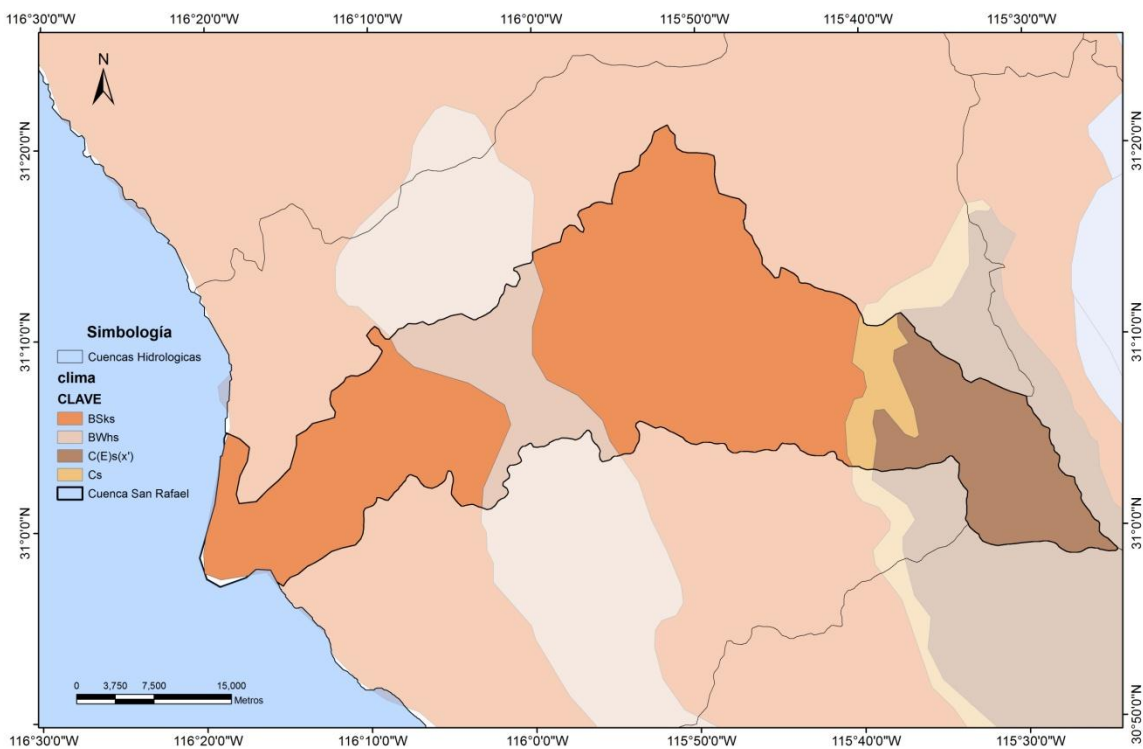 116°30'0"W 116°20'0"W 116°10'0"W 116°0'0"W 115°50'0"W 115°40'0"W 115°30'0"W
N
31°20'0"N
31°20'0"N
31°10'0"N
31°10'0"N
31°0'0"N
31°0'0"N
30°50'0"N
Simbología
Cuencas Hidrologicas
clima
CLAVE
BSks
BWhs
C(E)s(x')
Cs
Cuenca San Rafael
0 3,750 7,500 15,000
Metros
116°30'0"W 116°20'0"W 116°10'0"W 116°0'0"W 115°50'0"W 115°40'0"W 115°30'0"W